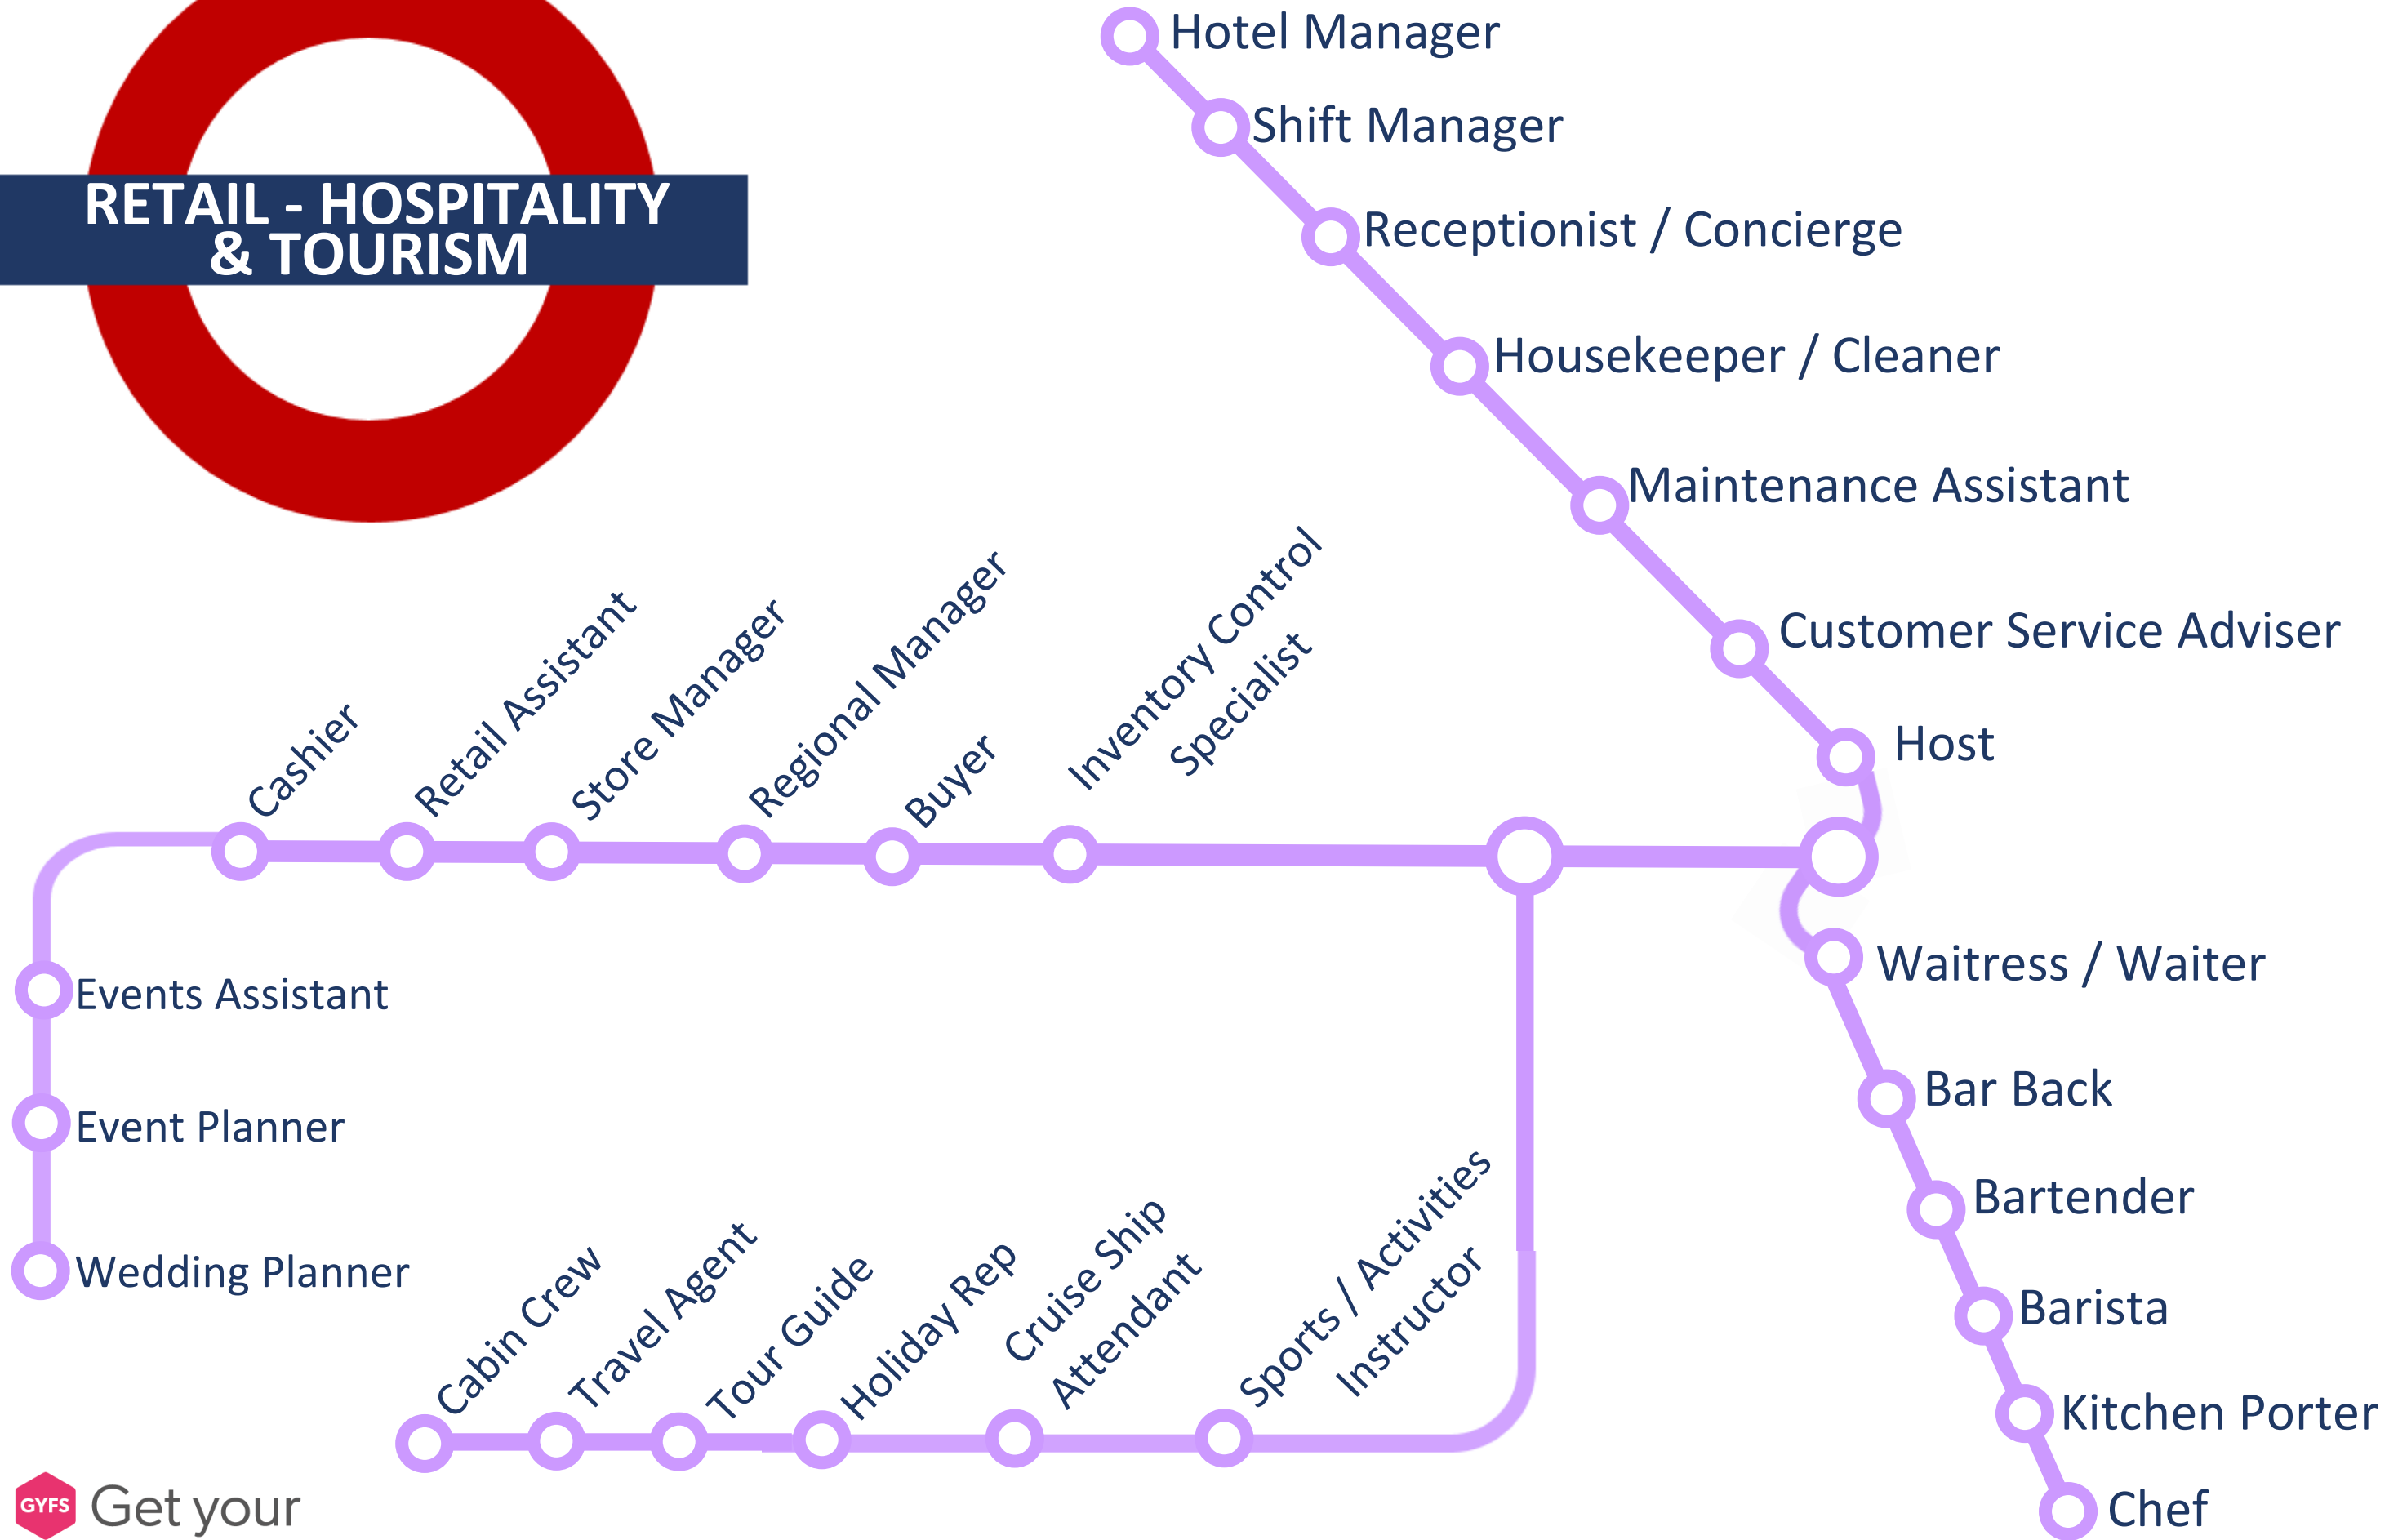 RETAIL - HOSPITALITY
& TOURISM
Hotel Manager
Shift Manager
Receptionist / Concierge
Housekeeper / Cleaner
Maintenance Assistant
Customer Service Adviser
Host
Cashier
Retail Assistant
Store Manager
Regional Manager
Buyer
Inventory Control
Specialist
Waitress / Waiter
Bar Back
Bartender
Barista
Kitchen Porter
Chef
Events Assistant
Event Planner
Wedding Planner
Cabin Crew
Travel Agent
Tour Guide
Holiday Rep
Cruise Ship
Attendant
Sports / Activities
Instructor
GYFS
Get your